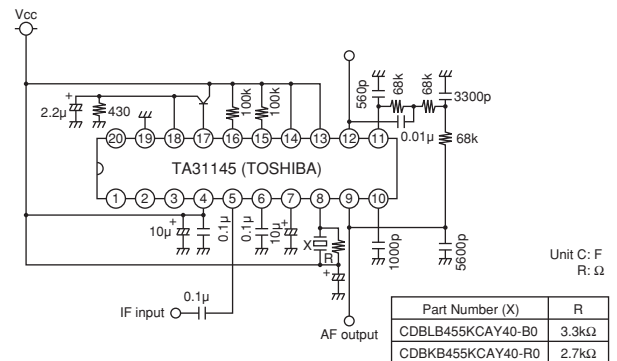 Vcc
+
2.2μ
430
100k
100k
560p
68k
68k
3300p
0.01μ
68k
20 19 18 17 16 15 14 13 12 11
TA31145 (TOSHIBA)
1 2 3 4 5 6 7 8 9 10
10μ
+
0.1μ
0.1μ
10μ
+
X
R
+
1000p
5600p
Unit C: F
R: Ω
0.1μ
IF input
AF output
Part Number (X) R
CDBLB455KCAY40-B0 3.3kΩ
CDBKB455KCAY40-R0 2.7kΩ